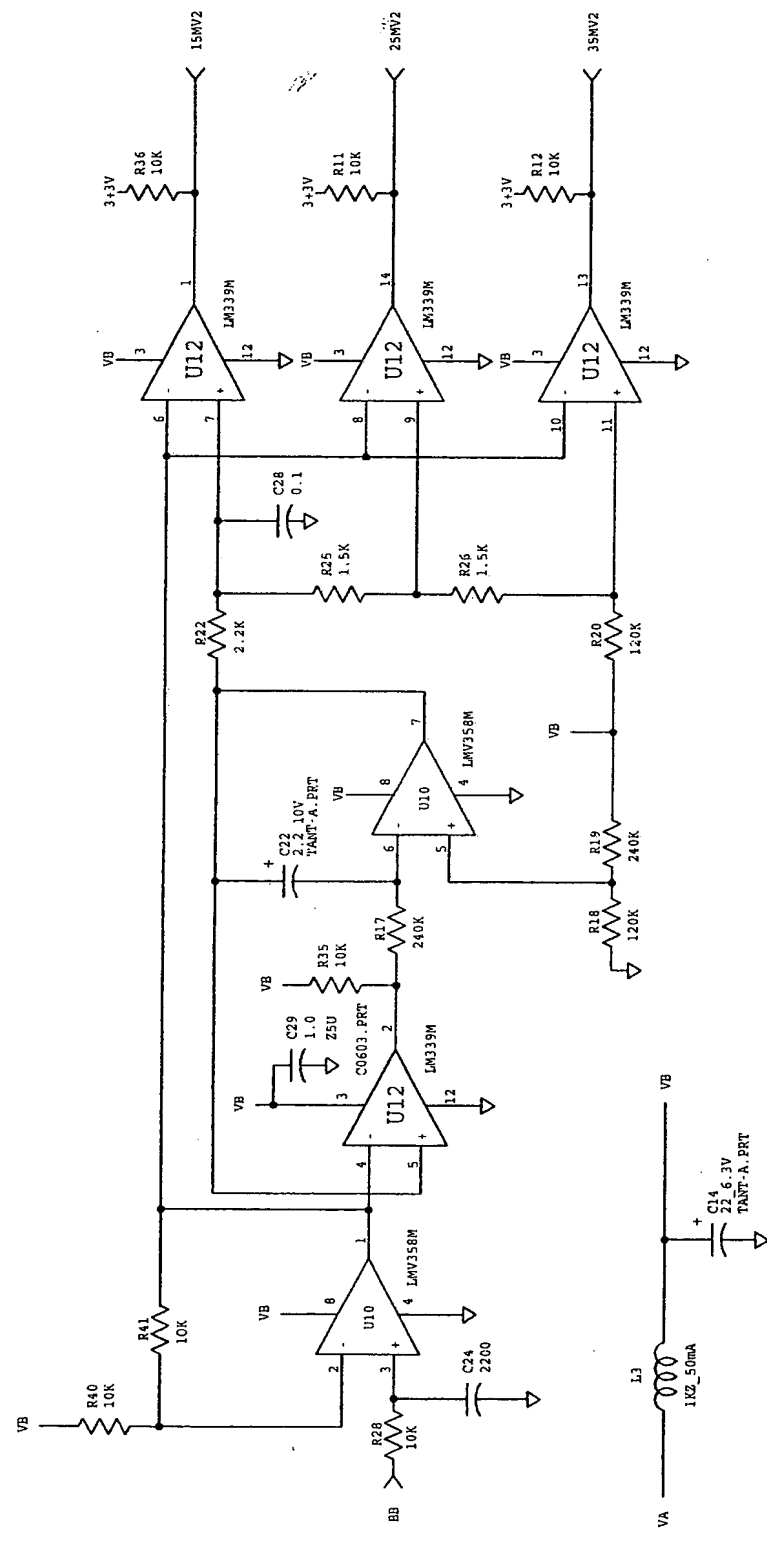 15MV2
25MV2
35MV2
3+3V
R36
10K
3+3V
R11
10K
3+3V
R12
10K
1
LM339M
VB
3
U12
12
-
+
6
7
14
LM339M
VB
3
U12
12
-
+
8
9
13
LM339M
VB
3
U12
12
-
+
10
11
C28
0.1
R25
1.5K
R26
1.5K
R22
2.2K
R20
120K
VB
7
LMV358M
VB
8
U10
4
-
+
6
5
C22
2.2 10V
TANT-A.PRT
+
R19
240K
R18
120K
R17
240K
VB
R35
10K
C29
1.0
Z5U
C0603.PRT
2
LM339M
VB
3
U12
12
-
+
4
5
1
LMV358M
VB
8
U10
4
-
+
2
3
R41
10K
VB
R40
10K
R28
10K
BB
C24
2200
VB
+
C14
22_6.3V
TANT-A.PRT
L3
1KZ_50mA
VA